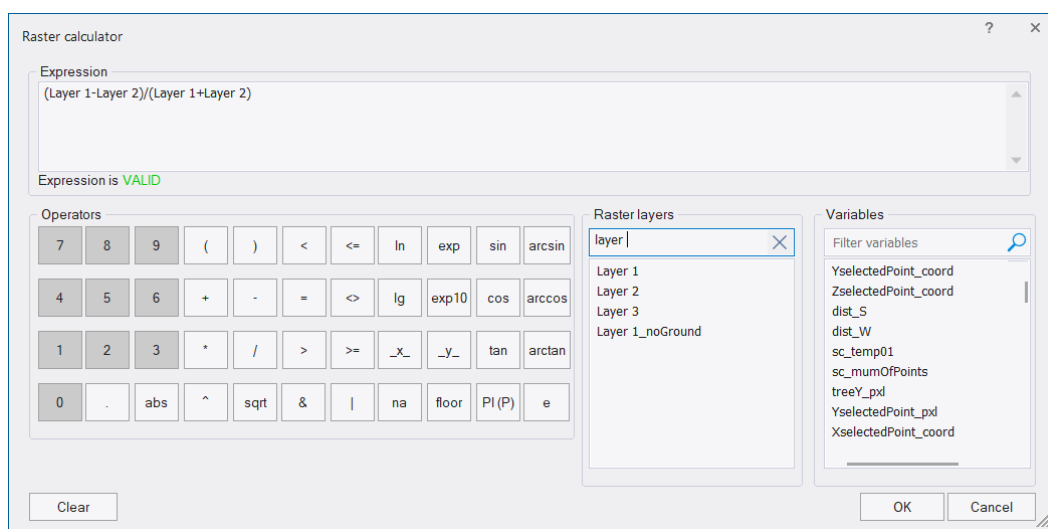 Raster calculator
?
×
Expression
(Layer 1-Layer 2)/(Layer 1+Layer 2)
Expression is VALID
Operators
7 8 9 ( ) < <= ln exp sin arcsin
4 5 6 + - = <> lg exp10 cos arccos
1 2 3 * / > >= _x_ _y_ tan arctan
0 . abs ^ sqrt & | na floor PI(P) e
Raster layers
layer
Layer 1
Layer 2
Layer 3
Layer 1_noGround
Variables
Filter variables
YselectedPoint_coord
ZselectedPoint_coord
dist_S
dist_W
sc_temp01
sc_mumOfPoints
treeY_pxl
YselectedPoint_pxl
XselectedPoint_coord
Clear
OK
Cancel